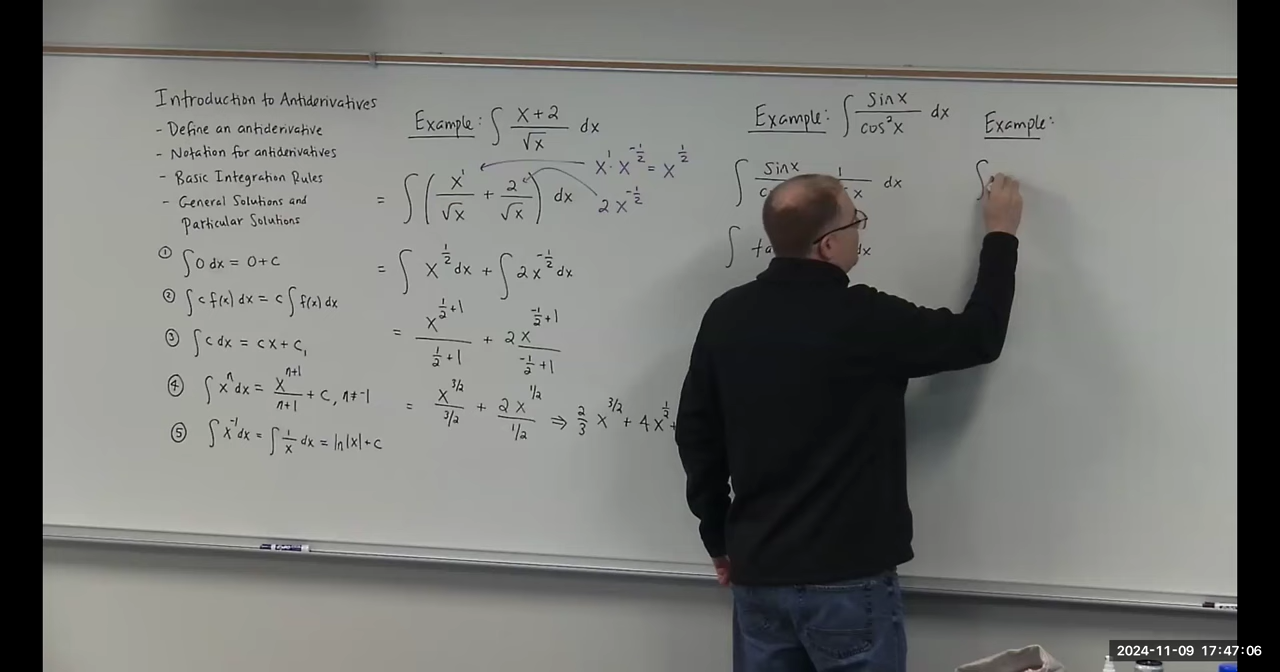 Introduction to Antiderivatives
- Define an antiderivative
- Notation for antiderivatives
- Basic Integration Rules
- General Solutions and
Particular Solutions
① ∫ 0 dx = 0 + C
② ∫ c f(x) dx = c ∫ f(x) dx
③ ∫ c dx = cx + C₁
④ ∫ xⁿ dx = x^(n+1)/(n+1) + C, n ≠ -1
⑤ ∫ x^(-1) dx = ∫ 1/x dx = ln|x| + C
Example: ∫ (x+2)/√x dx
x¹ · x^(-1/2) = x^(1/2)
= ∫ (x¹/√x + 2/√x) dx
2x^(-1/2)
= ∫ x^(1/2) dx + ∫ 2x^(-1/2) dx
= x^(1/2+1)/(1/2+1) + 2x^(-1/2+1)/(-1/2+1)
= x^(3/2)/(3/2) + 2x^(1/2)/(1/2) ⇒ 2/3 x^(3/2) + 4x^(1/2) +
Example: ∫ sinx/cos²x dx
∫ sinx dx
∫ dx
Example:
∫
2024-11-09 17:47:06